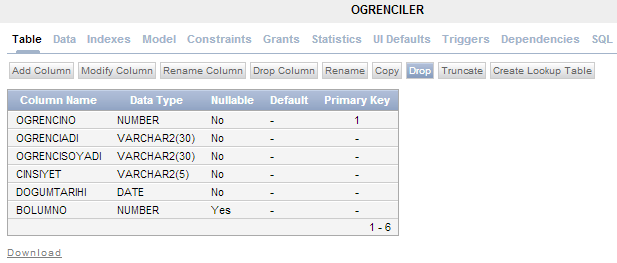 OGRENCILER
Table Data Indexes Model Constraints Grants Statistics UI Defaults Triggers Dependencies SQL
Add Column Modify Column Rename Column Drop Column Rename Copy Drop Truncate Create Lookup Table
Column Name Data Type Nullable Default Primary Key
OGRENCINO NUMBER No - 1
OGRENCIADI VARCHAR2(30) No - -
OGRENCISOYADI VARCHAR2(30) No - -
CINSIYET VARCHAR2(5) No - -
DOGUMTARIHI DATE No - -
BOLUMNO NUMBER Yes - -
1 - 6
Download